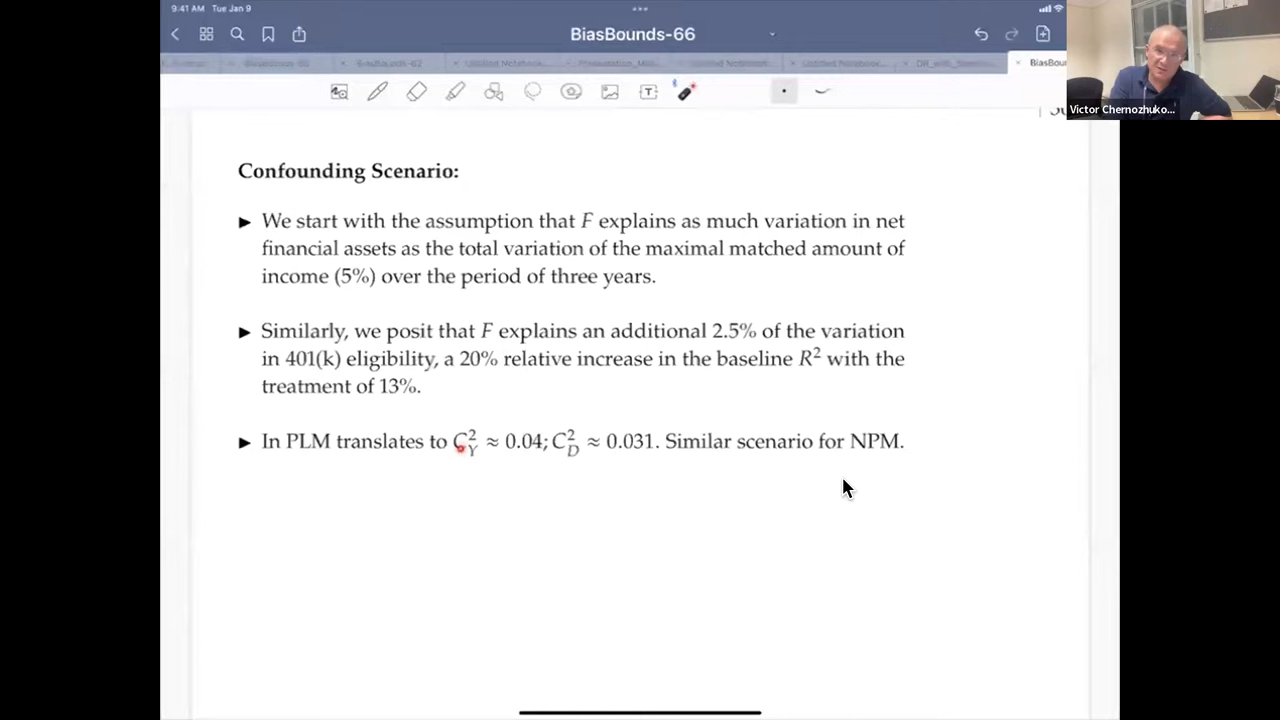 9:41 AM Tue Jan 9
BiasBounds-66
BiasBoun
Victor Chernozhuko...
Confounding Scenario:
► We start with the assumption that F explains as much variation in net
financial assets as the total variation of the maximal matched amount of
income (5%) over the period of three years.
► Similarly, we posit that F explains an additional 2.5% of the variation
in 401(k) eligibility, a 20% relative increase in the baseline R² with the
treatment of 13%.
► In PLM translates to C²_Y ≈ 0.04; C²_D ≈ 0.031. Similar scenario for NPM.